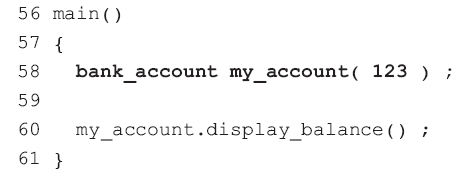 56 main()
57 {
58   bank_account my_account( 123 ) ;
59
60   my_account.display_balance() ;
61 }